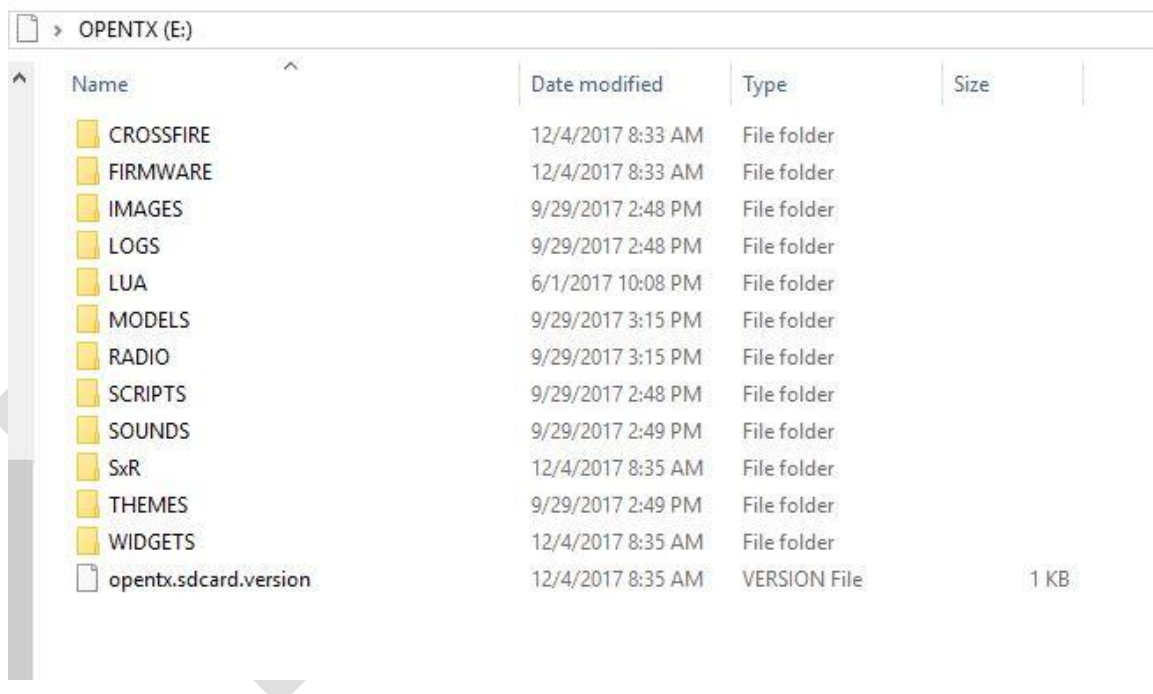 > OPENTX (E:)
Name Date modified Type Size
CROSSFIRE 12/4/2017 8:33 AM File folder
FIRMWARE 12/4/2017 8:33 AM File folder
IMAGES 9/29/2017 2:48 PM File folder
LOGS 9/29/2017 2:48 PM File folder
LUA 6/1/2017 10:08 PM File folder
MODELS 9/29/2017 3:15 PM File folder
RADIO 9/29/2017 3:15 PM File folder
SCRIPTS 9/29/2017 2:48 PM File folder
SOUNDS 9/29/2017 2:49 PM File folder
SxR 12/4/2017 8:35 AM File folder
THEMES 9/29/2017 2:49 PM File folder
WIDGETS 12/4/2017 8:35 AM File folder
opentx.sdcard.version 12/4/2017 8:35 AM VERSION File 1 KB